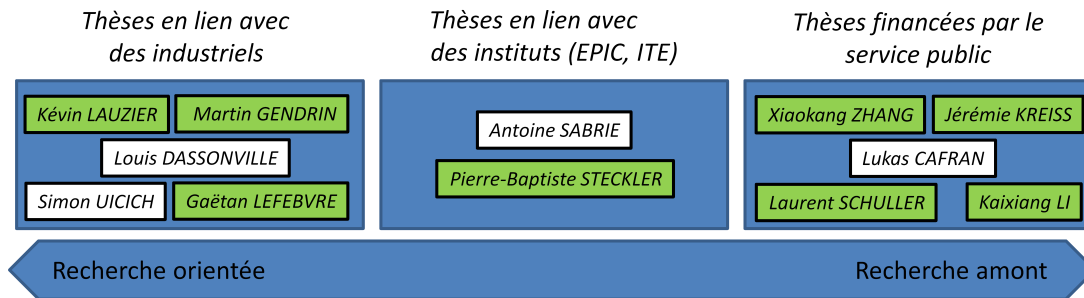 Thèses en lien avec
des industriels
Thèses en lien avec
des instituts (EPIC, ITE)
Thèses financées par le
service public
Kévin LAUZIER
Martin GENDRIN
Louis DASSONVILLE
Simon UICICH
Gaëtan LEFEBVRE
Antoine SABRIE
Pierre-Baptiste STECKLER
Xiaokang ZHANG
Jérémie KREISS
Lukas CAFRAN
Laurent SCHULLER
Kaixiang LI
Recherche orientée
Recherche amont